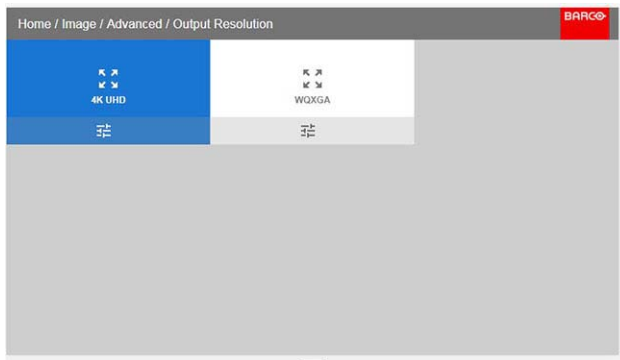 Home / Image / Advanced / Output Resolution
BARCO
4K UHD
WQXGA